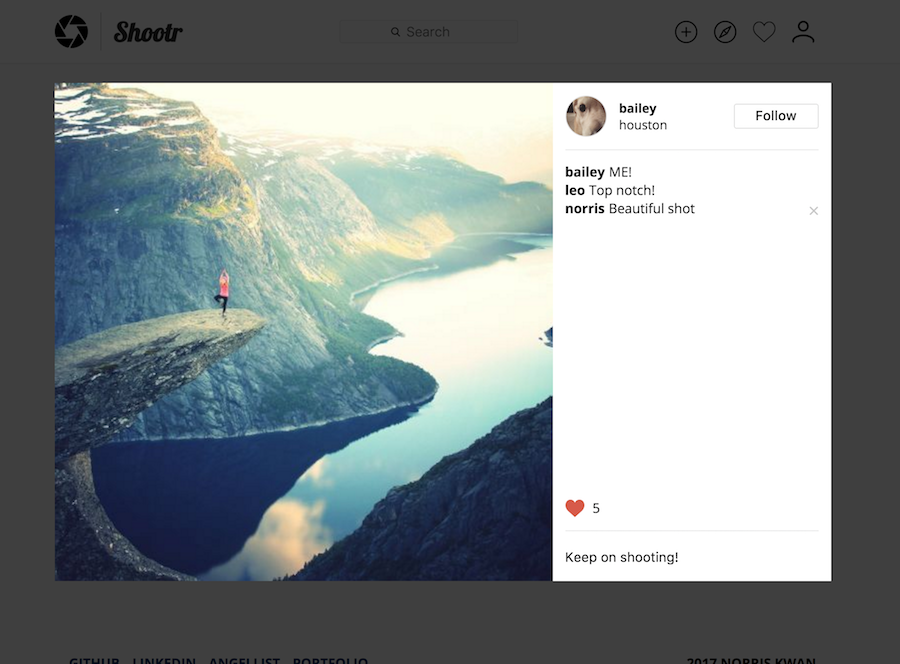 Shootr
Search
bailey
houston
Follow
bailey ME!
leo Top notch!
norris Beautiful shot
5
Keep on shooting!
GITHUB LINKEDIN ANGELLIST PORTFOLIO
2017 NORRIS KWAN